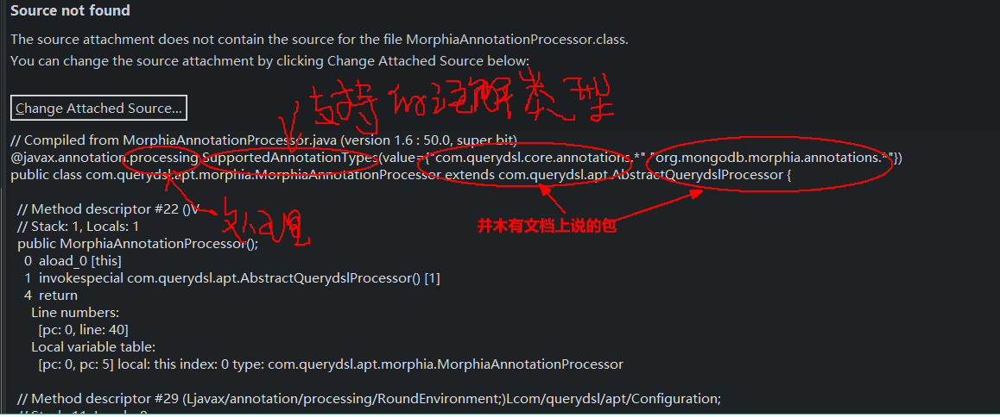 Source not found
The source attachment does not contain the source for the file MorphiaAnnotationProcessor.class.
You can change the source attachment by clicking Change Attached Source below:
Change Attached Source...
支持的注解类型
// Compiled from MorphiaAnnotationProcessor.java (version 1.6 : 50.0, super bit)
@javax.annotation.processing.SupportedAnnotationTypes(value={"com.querydsl.core.annotations.*","org.mongodb.morphia.annotations.*"})
public class com.querydsl.apt.morphia.MorphiaAnnotationProcessor extends com.querydsl.apt.AbstractQuerydslProcessor {
// Method descriptor #22 ()V
// Stack: 1, Locals: 1
处理
并木有文档上说的包
public MorphiaAnnotationProcessor();
0 aload_0 [this]
1 invokespecial com.querydsl.apt.AbstractQuerydslProcessor() [1]
4 return
Line numbers:
[pc: 0, line: 40]
Local variable table:
[pc: 0, pc: 5] local: this index: 0 type: com.querydsl.apt.morphia.MorphiaAnnotationProcessor
// Method descriptor #29 (Ljavax/annotation/processing/RoundEnvironment;)Lcom/querydsl/apt/Configuration;